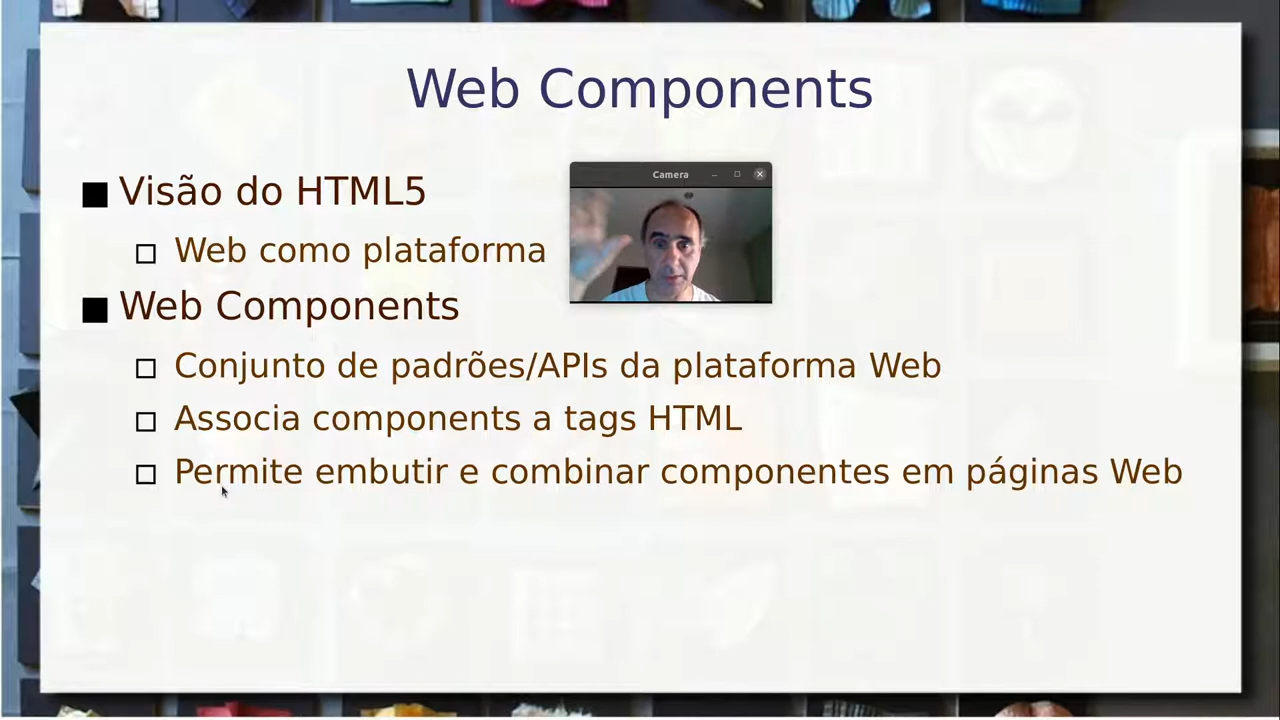 Web Components
Visão do HTML5
Camera
Web como plataforma
Web Components
Conjunto de padrões/APIs da plataforma Web
Associa components a tags HTML
Permite embutir e combinar componentes em páginas Web